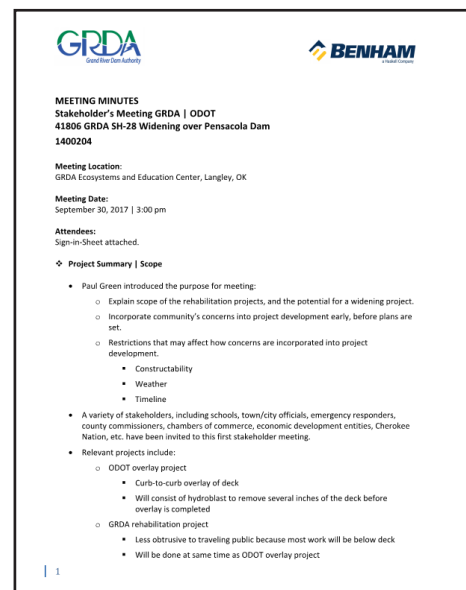 GRDA
Grand River Dam Authority
BENHAM
a Haskell Company
MEETING MINUTES
Stakeholder's Meeting GRDA | ODOT
41806 GRDA SH-28 Widening over Pensacola Dam
1400204
Meeting Location:
GRDA Ecosystems and Education Center, Langley, OK
Meeting Date:
September 30, 2017 | 3:00 pm
Attendees:
Sign-in-Sheet attached.
❖ Project Summary | Scope
• Paul Green introduced the purpose for meeting:
o Explain scope of the rehabilitation projects, and the potential for a widening project.
o Incorporate community's concerns into project development early, before plans are
set.
o Restrictions that may affect how concerns are incorporated into project
development.
▪ Constructability
▪ Weather
▪ Timeline
• A variety of stakeholders, including schools, town/city officials, emergency responders,
county commissioners, chambers of commerce, economic development entities, Cherokee
Nation, etc. have been invited to this first stakeholder meeting.
• Relevant projects include:
o ODOT overlay project
▪ Curb-to-curb overlay of deck
▪ Will consist of hydroblast to remove several inches of the deck before
overlay is completed
o GRDA rehabilitation project
▪ Less obtrusive to traveling public because most work will be below deck
▪ Will be done at same time as ODOT overlay project
1